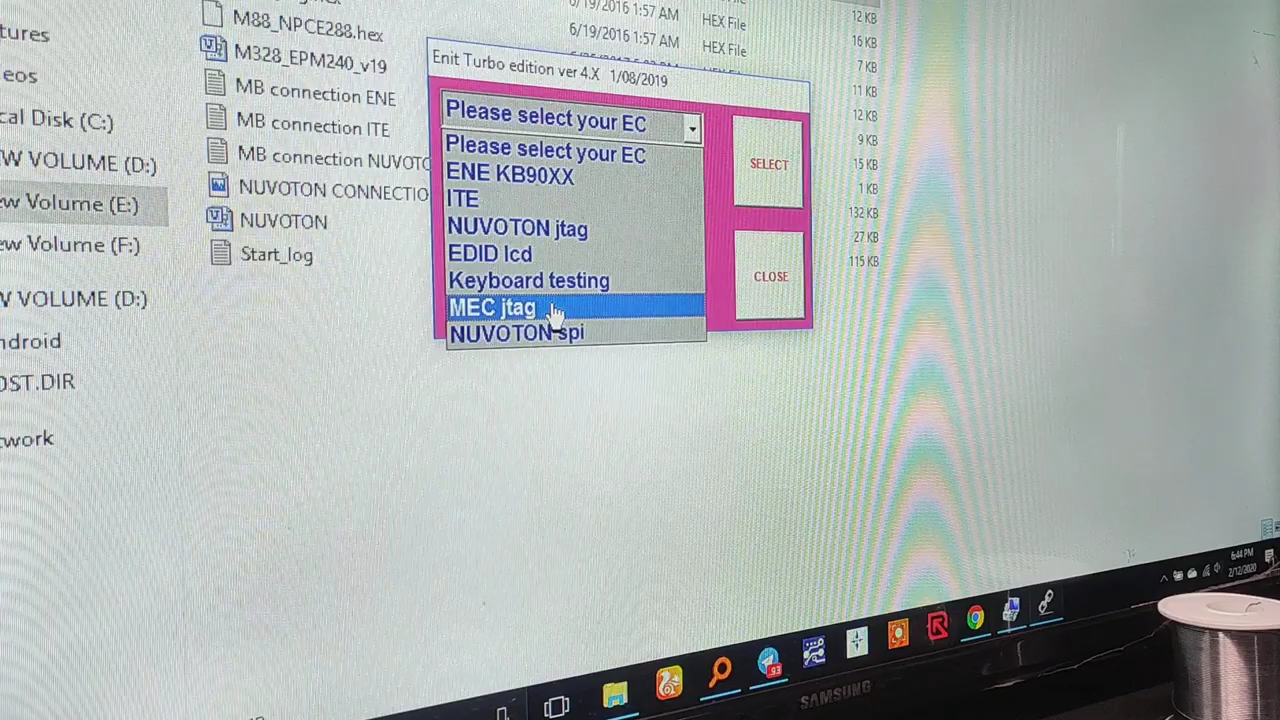 tures
eos
cal Disk (C:)
W VOLUME (D:)
ew Volume (E:)
ew Volume (F:)
W VOLUME (D:)
ndroid
OST.DIR
twork
M88_NPCE288.hex
M328_EPM240_v19
MB connection ENE
MB connection ITE
MB connection NUVOTO
NUVOTON CONNECTIO
NUVOTON
Start_log
6/19/2016 1:57 AM
6/19/2016 1:57 AM
HEX File
HEX File
12 KB
16 KB
7 KB
11 KB
12 KB
9 KB
15 KB
1 KB
132 KB
27 KB
115 KB
Enit Turbo edition ver 4.X 1/08/2019
Please select your EC
Please select your EC
ENE KB90XX
ITE
NUVOTON jtag
EDID lcd
Keyboard testing
MEC jtag
NUVOTON spi
SELECT
CLOSE
6:44 PM
2/12/2020
93
SAMSUNG